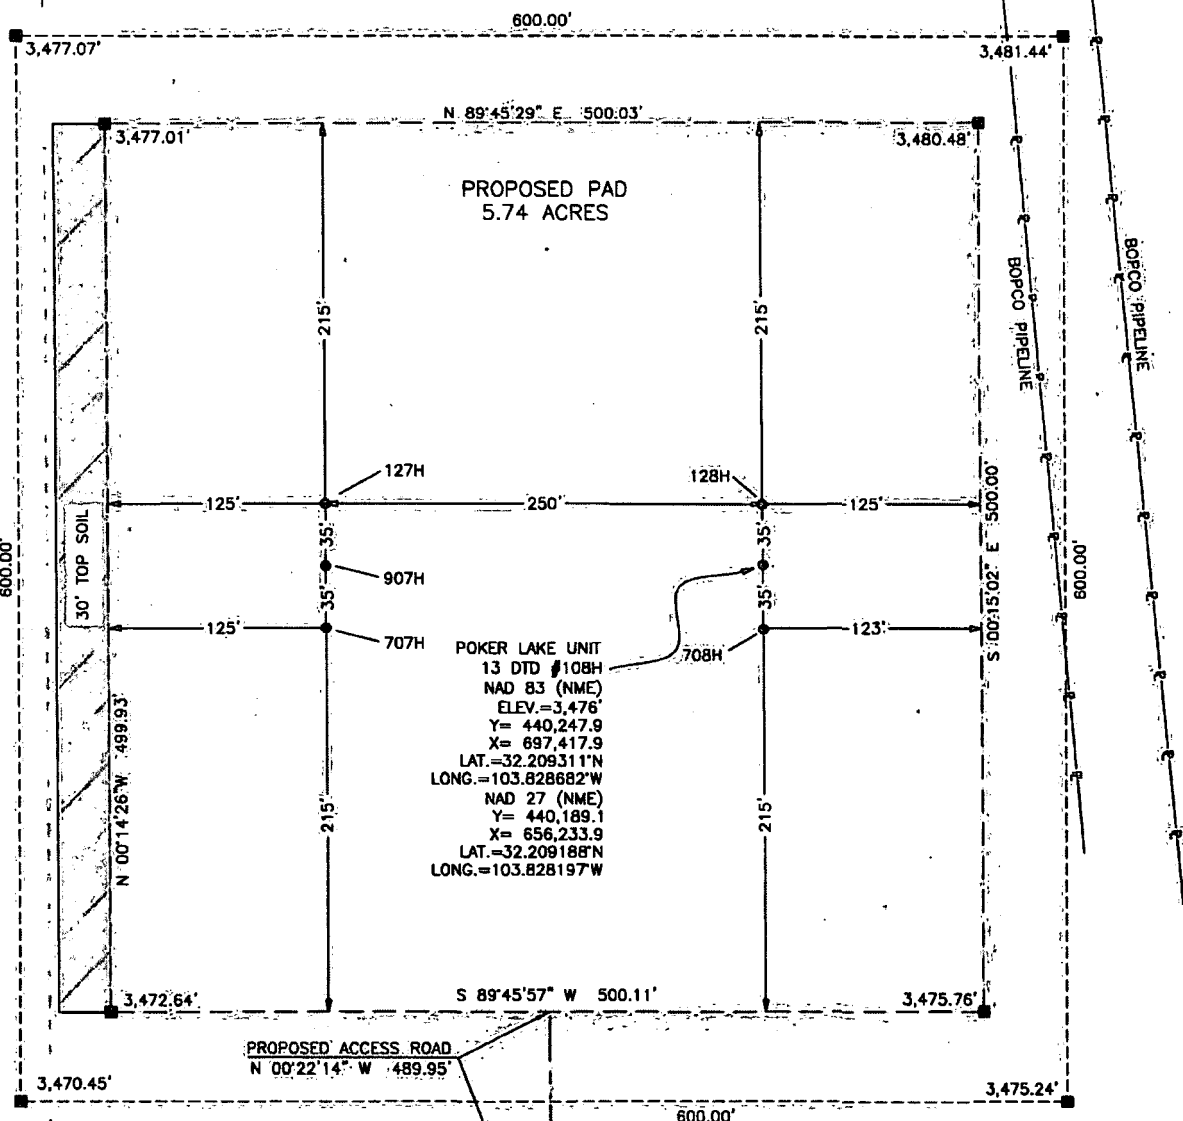 600.00'
3,477.07'
3,481.44'
N 89°45'29" E 500.03'
3,477.01'
3,480.48'
PROPOSED PAD
5.74 ACRES
BOPCO PIPELINE
BOPCO PIPELINE
215'
215'
127H
128H
125'
250'
125'
35'
35'
907H
35'
35'
30' TOP SOIL
600.00'
S 00°15'02" E 500.00'
600.00'
125'
707H
708H
123'
POKER LAKE UNIT
13 DTD #108H
NAD 83 (NME)
ELEV.=3,476'
Y= 440,247.9
X= 697,417.9
LAT.=32.209311°N
LONG.=103.828682°W
NAD 27 (NME)
Y= 440,189.1
X= 656,233.9
LAT.=32.209188°N
LONG.=103.828197°W
N 00°14'26" W 499.93'
215'
215'
3,472.64'
S 89°45'57" W 500.11'
3,475.76'
PROPOSED ACCESS ROAD
N 00°22'14" W 489.95'
3,470.45'
3,475.24'
600.00'